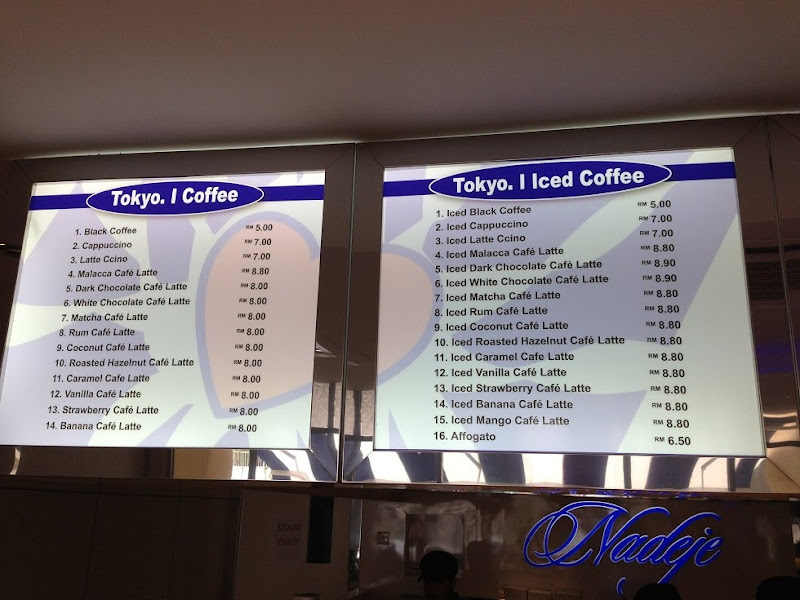 Tokyo. I Coffee
1. Black Coffee RM 5.00
2. Cappuccino RM 7.00
3. Latte Ccino RM 7.00
4. Malacca Café Latte RM 8.80
5. Dark Chocolate Café Latte RM 8.00
6. White Chocolate Café Latte RM 8.00
7. Matcha Café Latte RM 8.00
8. Rum Café Latte RM 8.00
9. Coconut Café Latte RM 8.00
10. Roasted Hazelnut Café Latte RM 8.00
11. Caramel Café Latte RM 8.00
12. Vanilla Café Latte RM 8.00
13. Strawberry Café Latte RM 8.00
14. Banana Café Latte RM 8.00
Tokyo. I Iced Coffee
1. Iced Black Coffee RM 5.00
2. Iced Cappuccino RM 7.00
3. Iced Latte Ccino RM 7.00
4. Iced Malacca Café Latte RM 8.80
5. Iced Dark Chocolate Café Latte RM 8.90
6. Iced White Chocolate Café Latte RM 8.90
7. Iced Matcha Café Latte RM 8.80
8. Iced Rum Café Latte RM 8.80
9. Iced Coconut Café Latte RM 8.80
10. Iced Roasted Hazelnut Café Latte RM 8.80
11. Iced Caramel Café Latte RM 8.80
12. Iced Vanilla Café Latte RM 8.80
13. Iced Strawberry Café Latte RM 8.80
14. Iced Banana Café Latte RM 8.80
15. Iced Mango Café Latte RM 8.80
16. Affogato RM 6.50
STAFF
ONLY
Nadeje